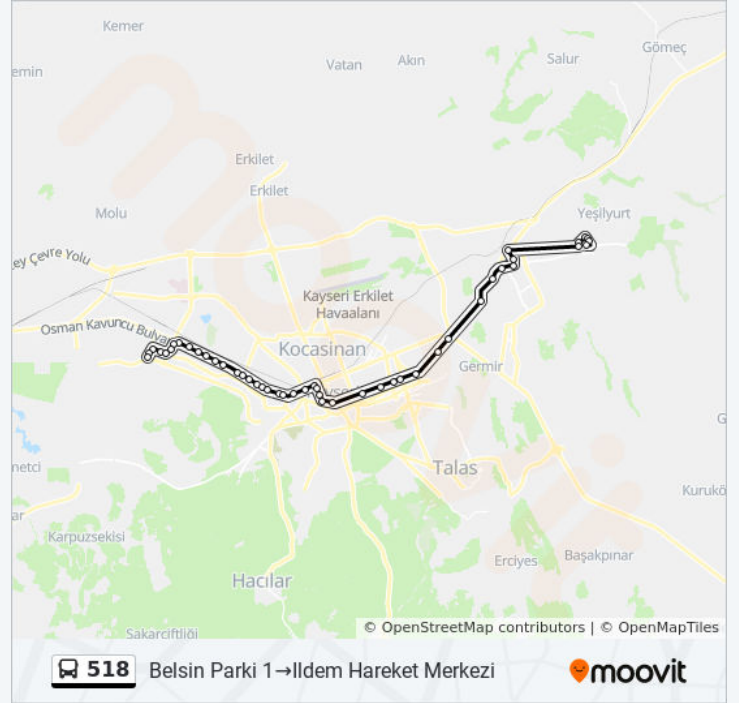 Kemer
Gömeç
Vatan
Akın
Salur
emin
Erkilet
Erkilet
Molu
Yeşilyurt
ey Çevre Yolu
Kayseri Erkilet
Havaalanı
Osman Kavuncu Bulva
Kocasinan
Germir
G
metci
Talas
Kurukö
ar
Karpuzsekisi
Erciyes
Başakpınar
Hacılar
Sakarciftliği
© OpenStreetMap contributors | © OpenMapTiles
518 Belsin Parki 1→Ildem Hareket Merkezi
moovit